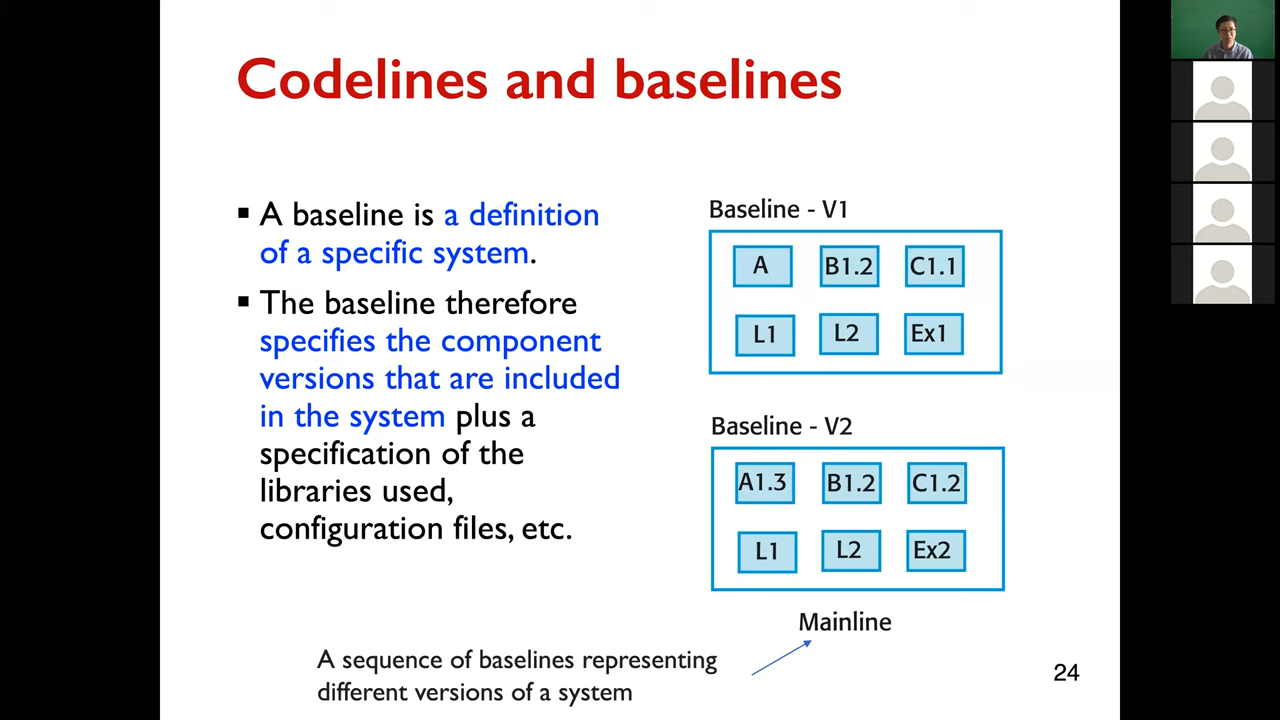 Codelines and baselines
▪ A baseline is a definition
of a specific system.
▪ The baseline therefore
specifies the component
versions that are included
in the system plus a
specification of the
libraries used,
configuration files, etc.
Baseline - V1
A B1.2 C1.1
L1 L2 Ex1
Baseline - V2
A1.3 B1.2 C1.2
L1 L2 Ex2
Mainline
A sequence of baselines representing
different versions of a system
24